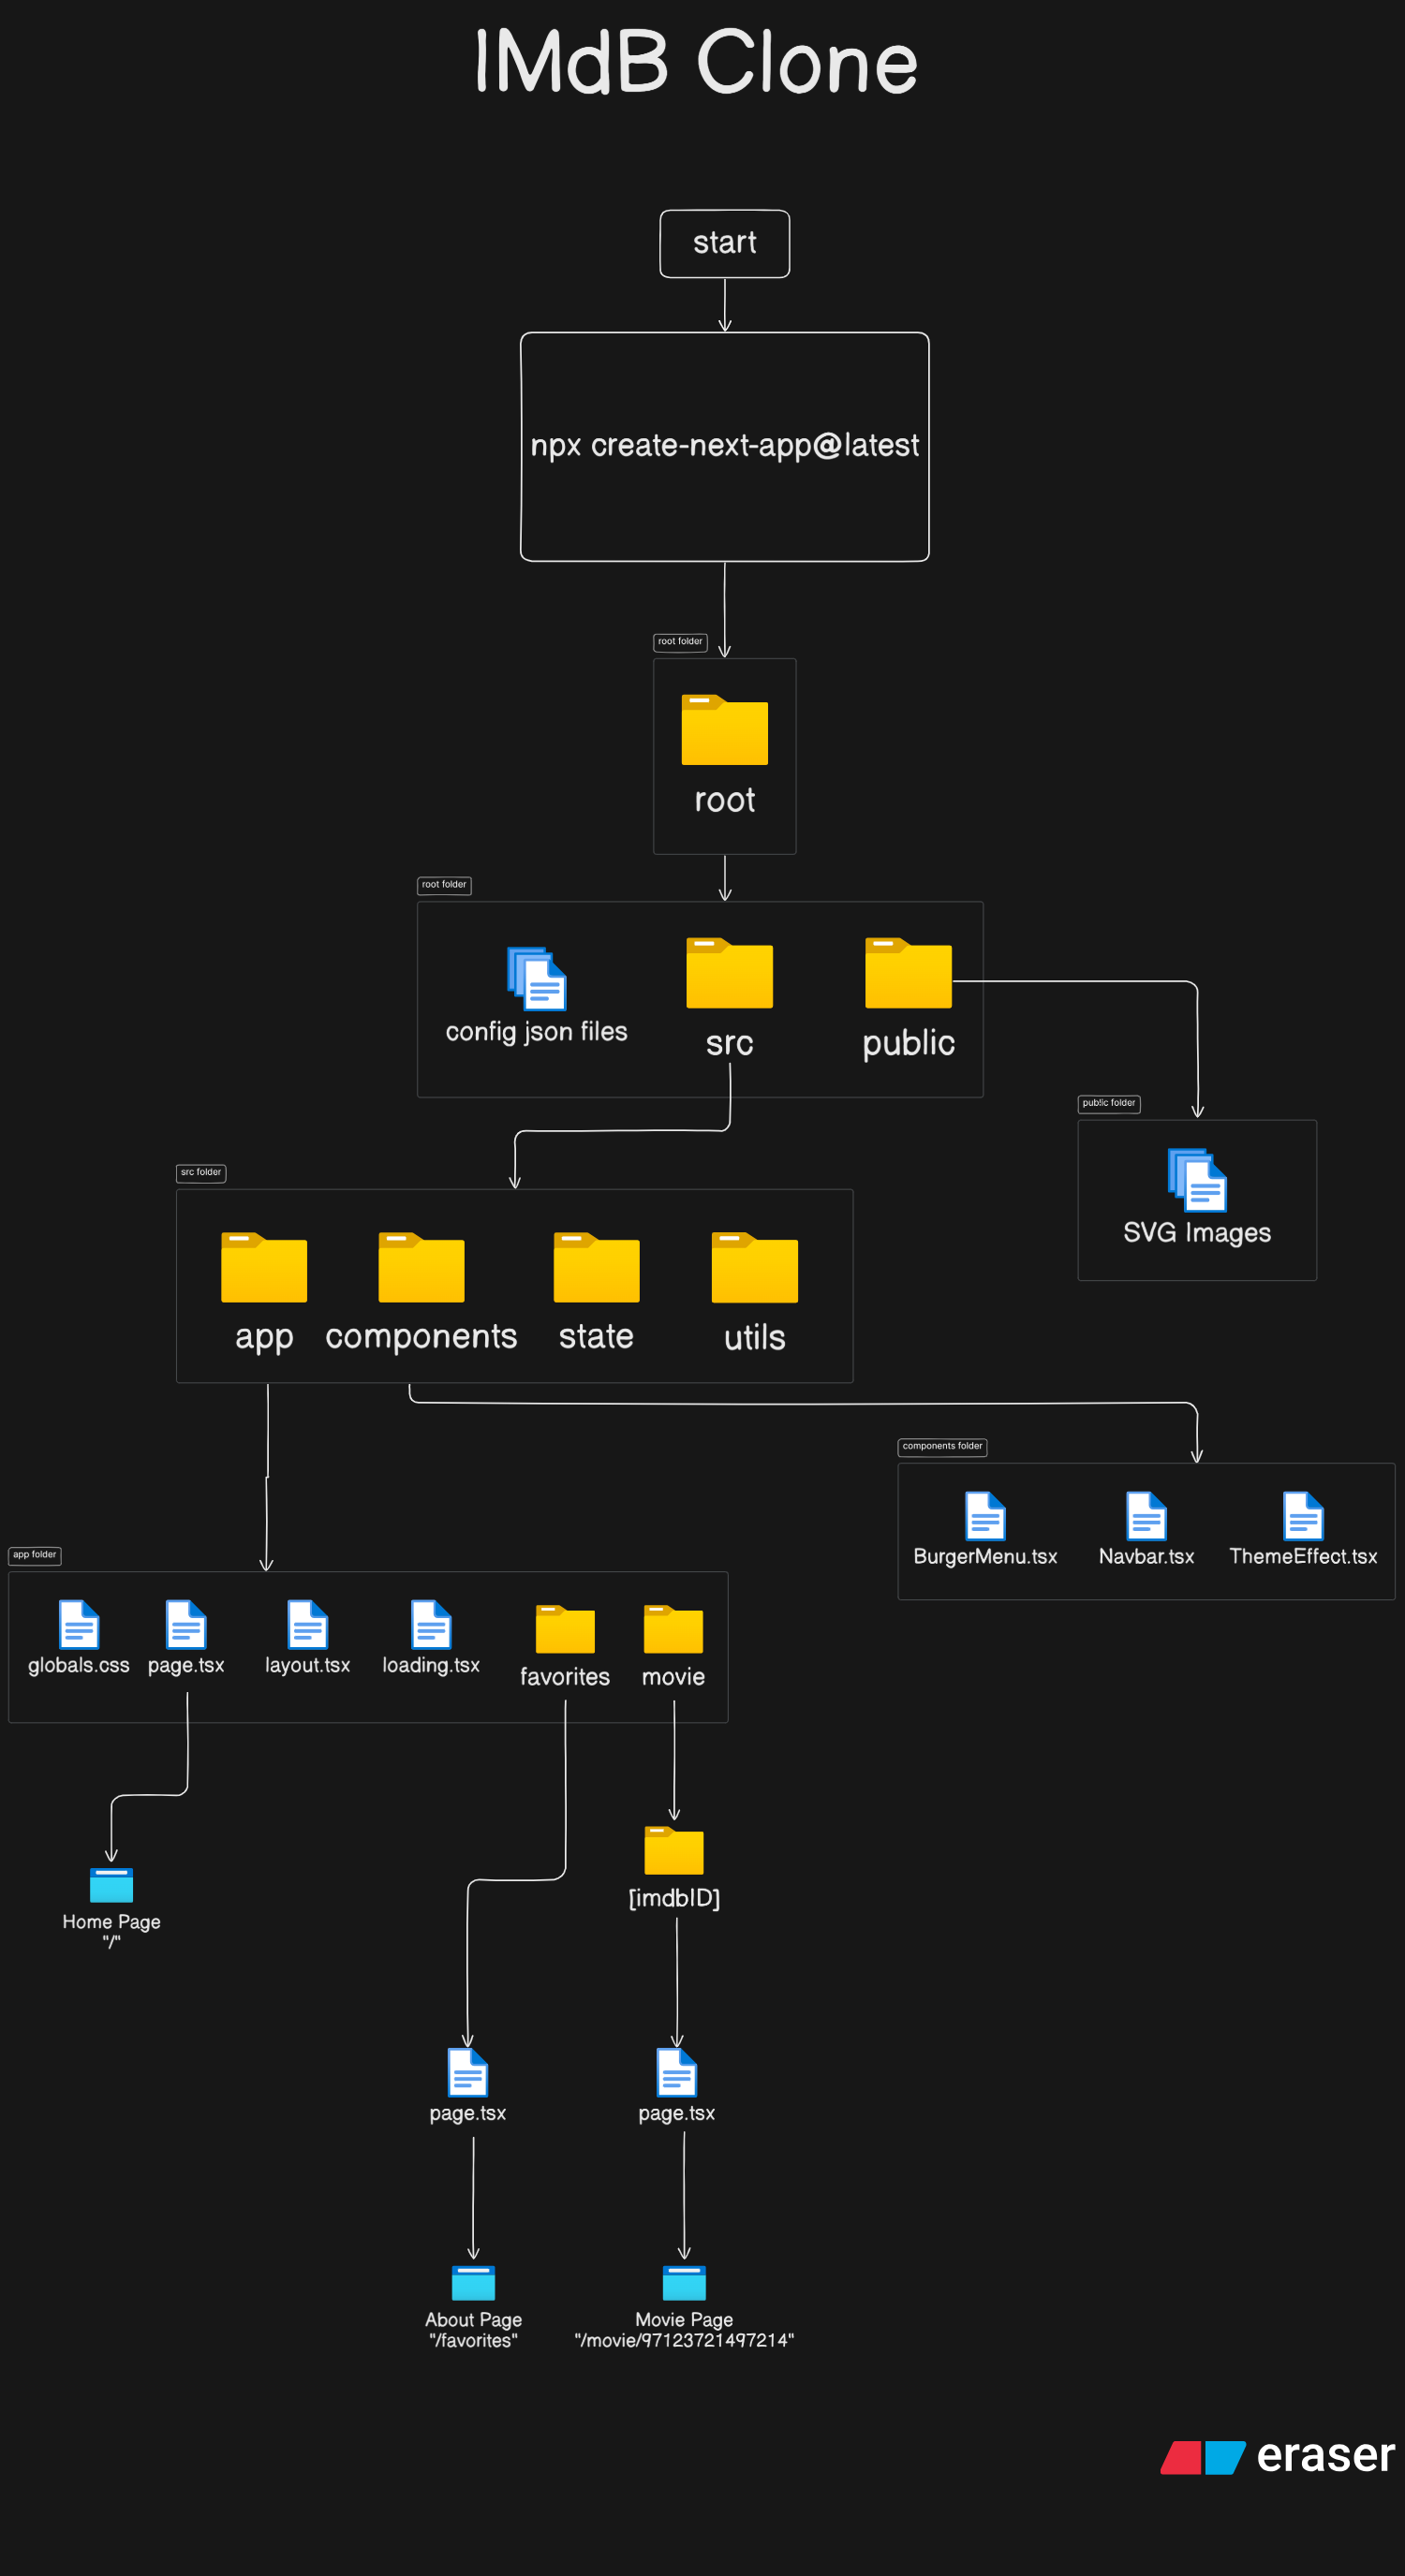 IMdB Clone
start
npx create-next-app@latest
root folder
root
root folder
config json files
src
public
public folder
SVG Images
src folder
app
components
state
utils
components folder
BurgerMenu.tsx
Navbar.tsx
ThemeEffect.tsx
app folder
globals.css
page.tsx
layout.tsx
loading.tsx
favorites
movie
Home Page
"/"
[imdbID]
page.tsx
page.tsx
About Page
"/favorites"
Movie Page
"/movie/97123721497214"
eraser